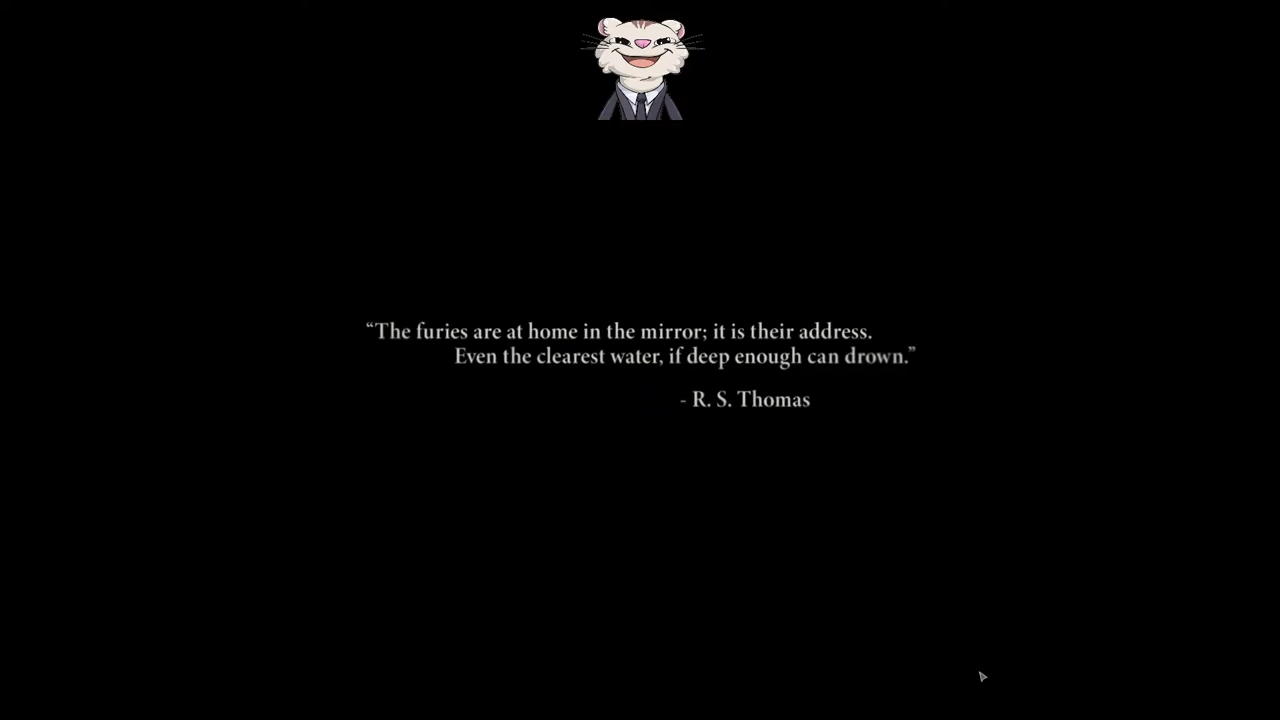 “The furies are at home in the mirror; it is their address.
Even the clearest water, if deep enough can drown.”
- R. S. Thomas